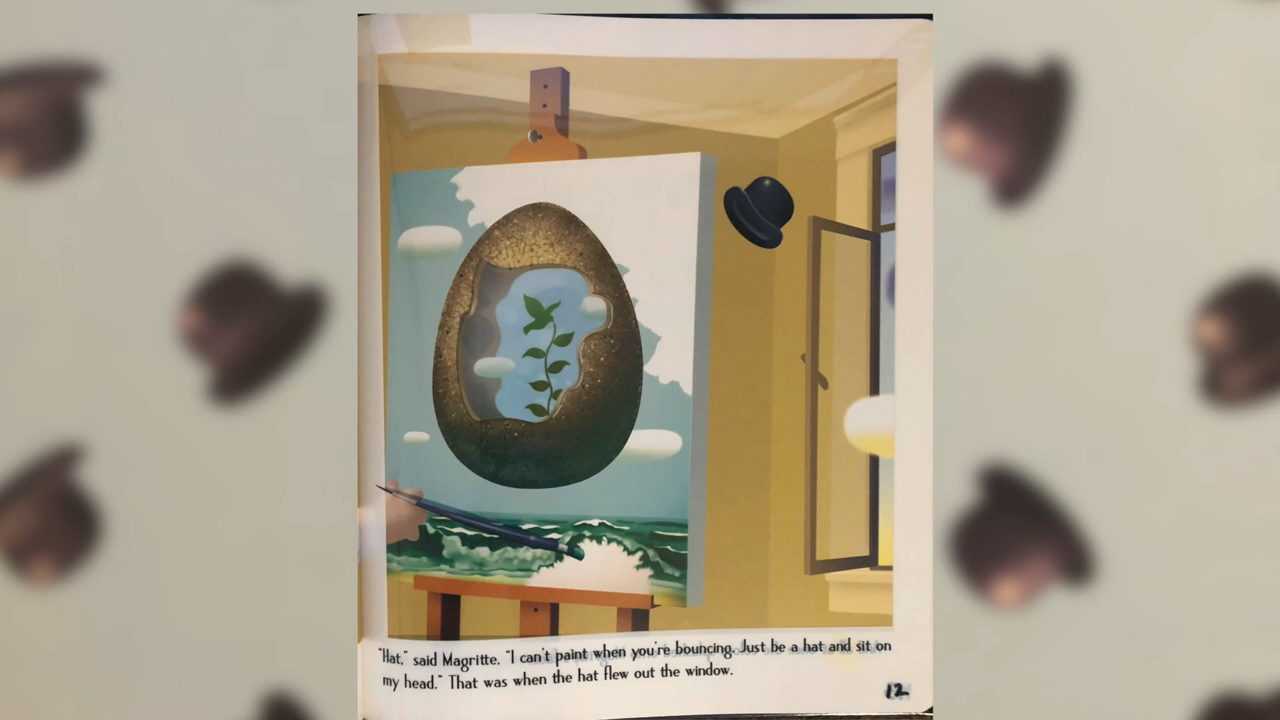 "Hat," said Magritte. "I can't paint when you're bouncing. Just be a hat and sit on
my head." That was when the hat flew out the window.
12